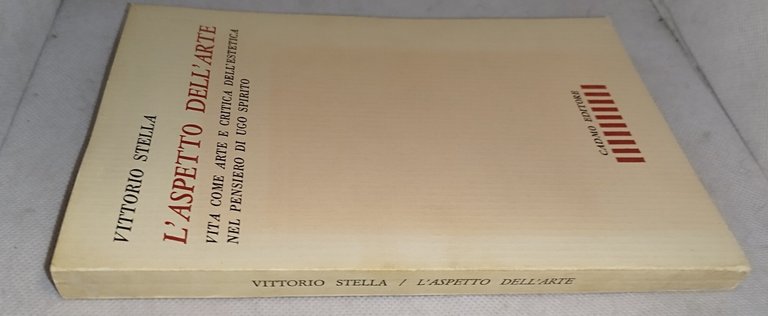 VITTORIO STELLA
L'ASPETTO DELL'ARTE
VITA COME ARTE E CRITICA DELL'ESTETICA
NEL PENSIERO DI UGO SPIRITO
CADMO EDITORE
VITTORIO STELLA / L'ASPETTO DELL'ARTE